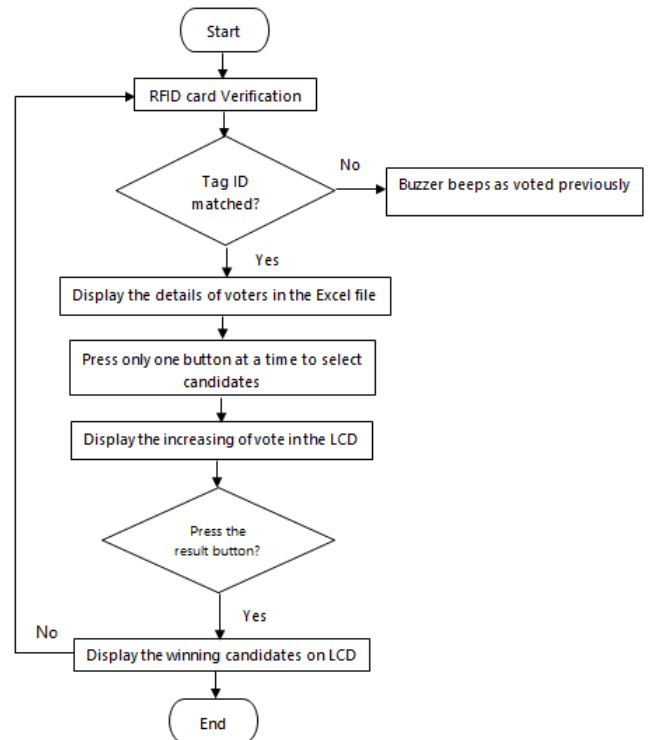 Start
RFID card Verification
No
Tag ID
matched?
Buzzer beeps as voted previously
Yes
Display the details of voters in the Excel file
Press only one button at a time to select
candidates
Display the increasing of vote in the LCD
Press the
result button?
Yes
No
Display the winning candidates on LCD
End